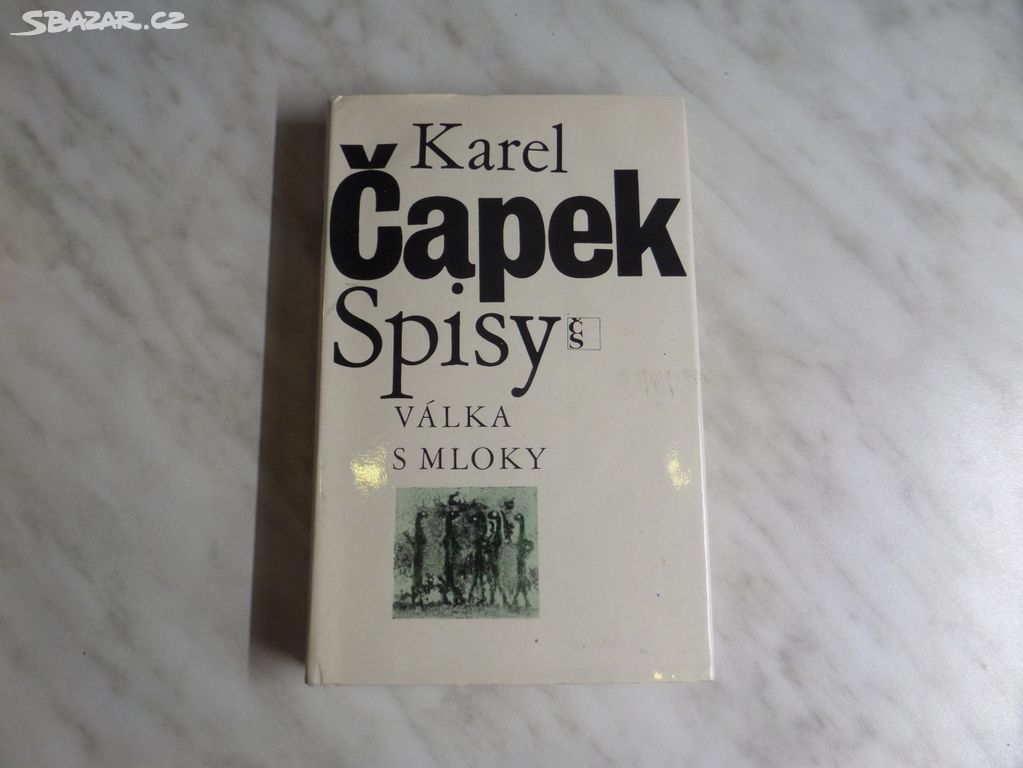 SBAZAR.CZ
Karel
Čapek
Spisy
ČS
VÁLKA
S MLOKY